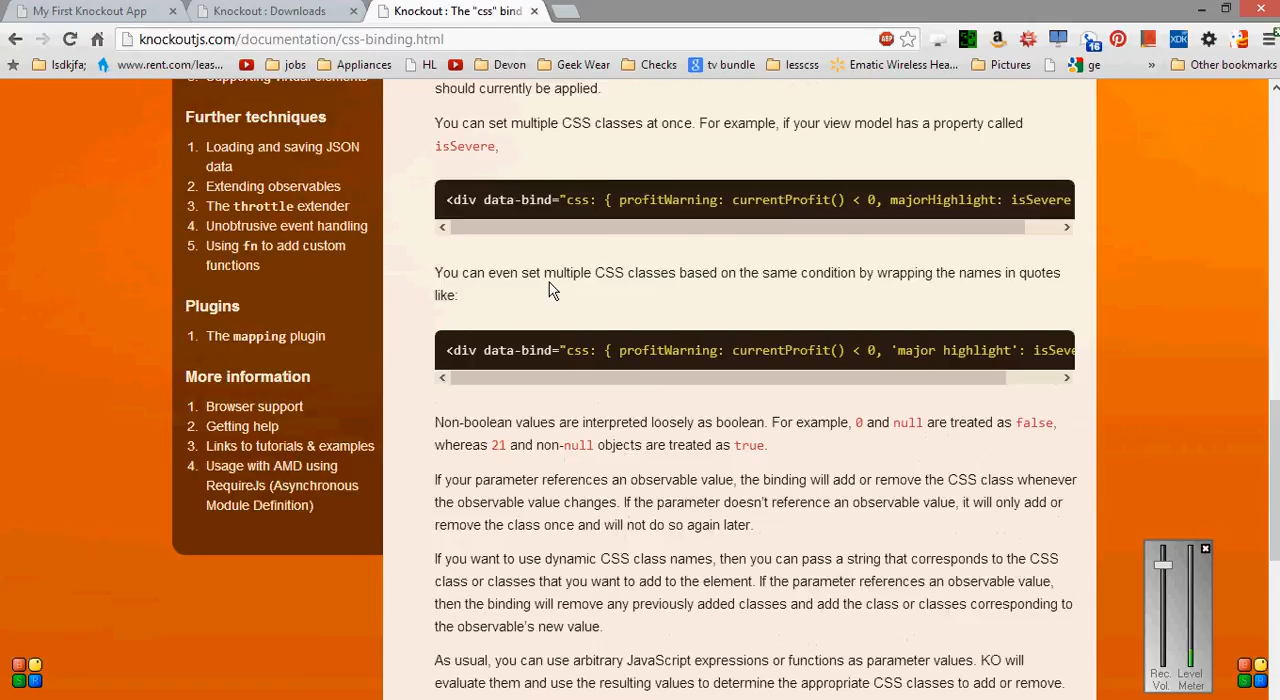 My First Knockout App
Knockout : Downloads
Knockout : The "css" bind
knockoutjs.com/documentation/css-binding.html
16
lsdkjfa;
www.rent.com/leas...
jobs
Appliances
HL
Devon
Geek Wear
Checks
tv bundle
lesscss
Ematic Wireless Hea...
Pictures
ge
»
Other bookmarks
Further techniques
1. Loading and saving JSON
data
2. Extending observables
3. The throttle extender
4. Unobtrusive event handling
5. Using fn to add custom
functions
Plugins
1. The mapping plugin
More information
1. Browser support
2. Getting help
3. Links to tutorials & examples
4. Usage with AMD using
RequireJs (Asynchronous
Module Definition)
should currently be applied.
You can set multiple CSS classes at once. For example, if your view model has a property called
isSevere,
<div data-bind="css: { profitWarning: currentProfit() < 0, majorHighlight: isSevere
You can even set multiple CSS classes based on the same condition by wrapping the names in quotes
like:
<div data-bind="css: { profitWarning: currentProfit() < 0, 'major highlight': isSeve
Non-boolean values are interpreted loosely as boolean. For example, 0 and null are treated as false,
whereas 21 and non-null objects are treated as true.
If your parameter references an observable value, the binding will add or remove the CSS class whenever
the observable value changes. If the parameter doesn't reference an observable value, it will only add or
remove the class once and will not do so again later.
If you want to use dynamic CSS class names, then you can pass a string that corresponds to the CSS
class or classes that you want to add to the element. If the parameter references an observable value,
then the binding will remove any previously added classes and add the class or classes corresponding to
the observable's new value.
As usual, you can use arbitrary JavaScript expressions or functions as parameter values. KO will
evaluate them and use the resulting values to determine the appropriate CSS classes to add or remove.
Rec. Level
Vol. Meter